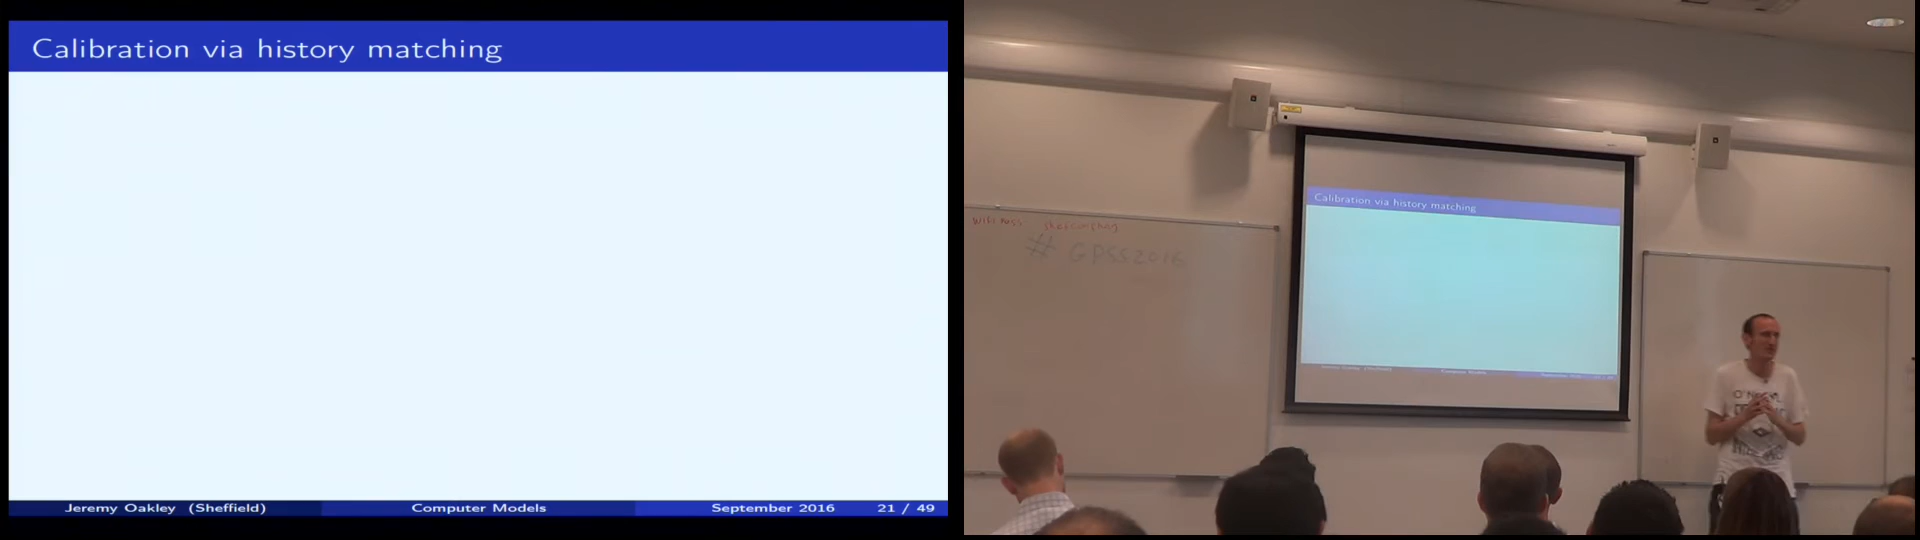 Calibration via history matching
Jeremy Oakley (Sheffield) Computer Models September 2016 21 / 49
# GPSS2016
Calibration via history matching